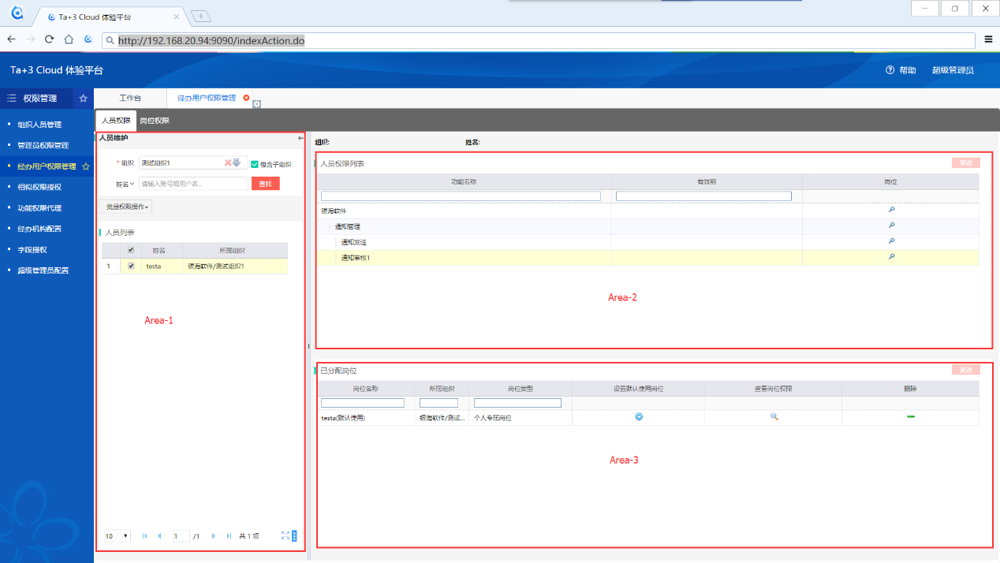 Ta+3 Cloud 体验平台
http://192.168.20.94:9090/indexAction.do
Ta+3 Cloud 体验平台
帮助 超级管理员
权限管理
工作台 经办用户权限管理
组织人员管理
管理员权限管理
经办用户权限管理
相似权限授权
功能权限代理
经办机构配置
字段授权
超级管理员配置
人员权限 岗位权限
人员维护
* 组织 测试组织1 包含子组织
姓名 请输入账号或用户名... 查找
批量权限操作
人员列表
姓名 所属组织
1 testa 银海软件/测试组织1
Area-1
10 1 /1 共 1 项
组织: 姓名:
人员权限列表 更改
功能名称 有效期 岗位
银海软件
通知管理
通知发送
通知审核1
Area-2
已分配岗位 更改
岗位名称 所属组织 岗位类型 设置默认使用岗位 查看岗位权限 删除
testa(默认使用) 银海软件/测试... 个人专属岗位
Area-3